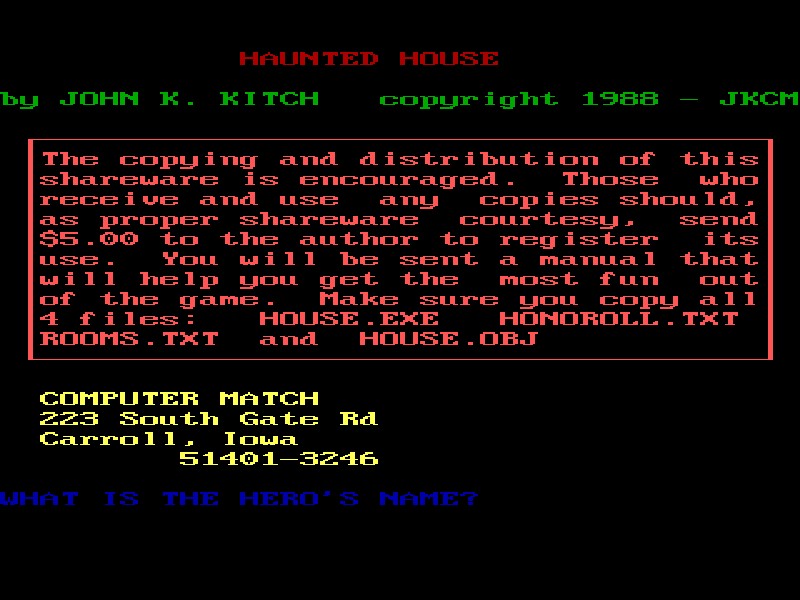 HAUNTED HOUSE
by JOHN K. KITCH copyright 1988 - JKCM
The copying and distribution of this
shareware is encouraged. Those who
receive and use any copies should,
as proper shareware courtesy, send
$5.00 to the author to register its
use. You will be sent a manual that
will help you get the most fun out
of the game. Make sure you copy all
4 files: HOUSE.EXE HONOROLL.TXT
ROOMS.TXT and HOUSE.OBJ
COMPUTER MATCH
223 South Gate Rd
Carroll, Iowa
51401-3246
WHAT IS THE HERO'S NAME?